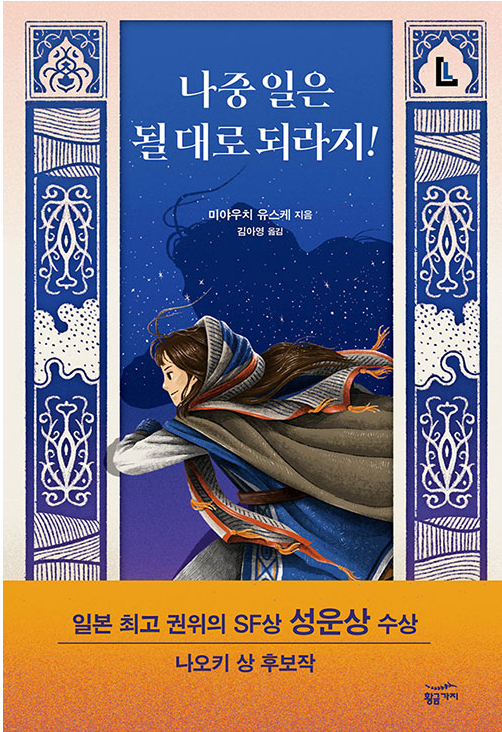 나중 일은
될 대로 되라지!
미야우치 유스케 지음
김아영 옮김
일본 최고 권위의 SF상 성운상 수상
나오키 상 후보작
황금가지